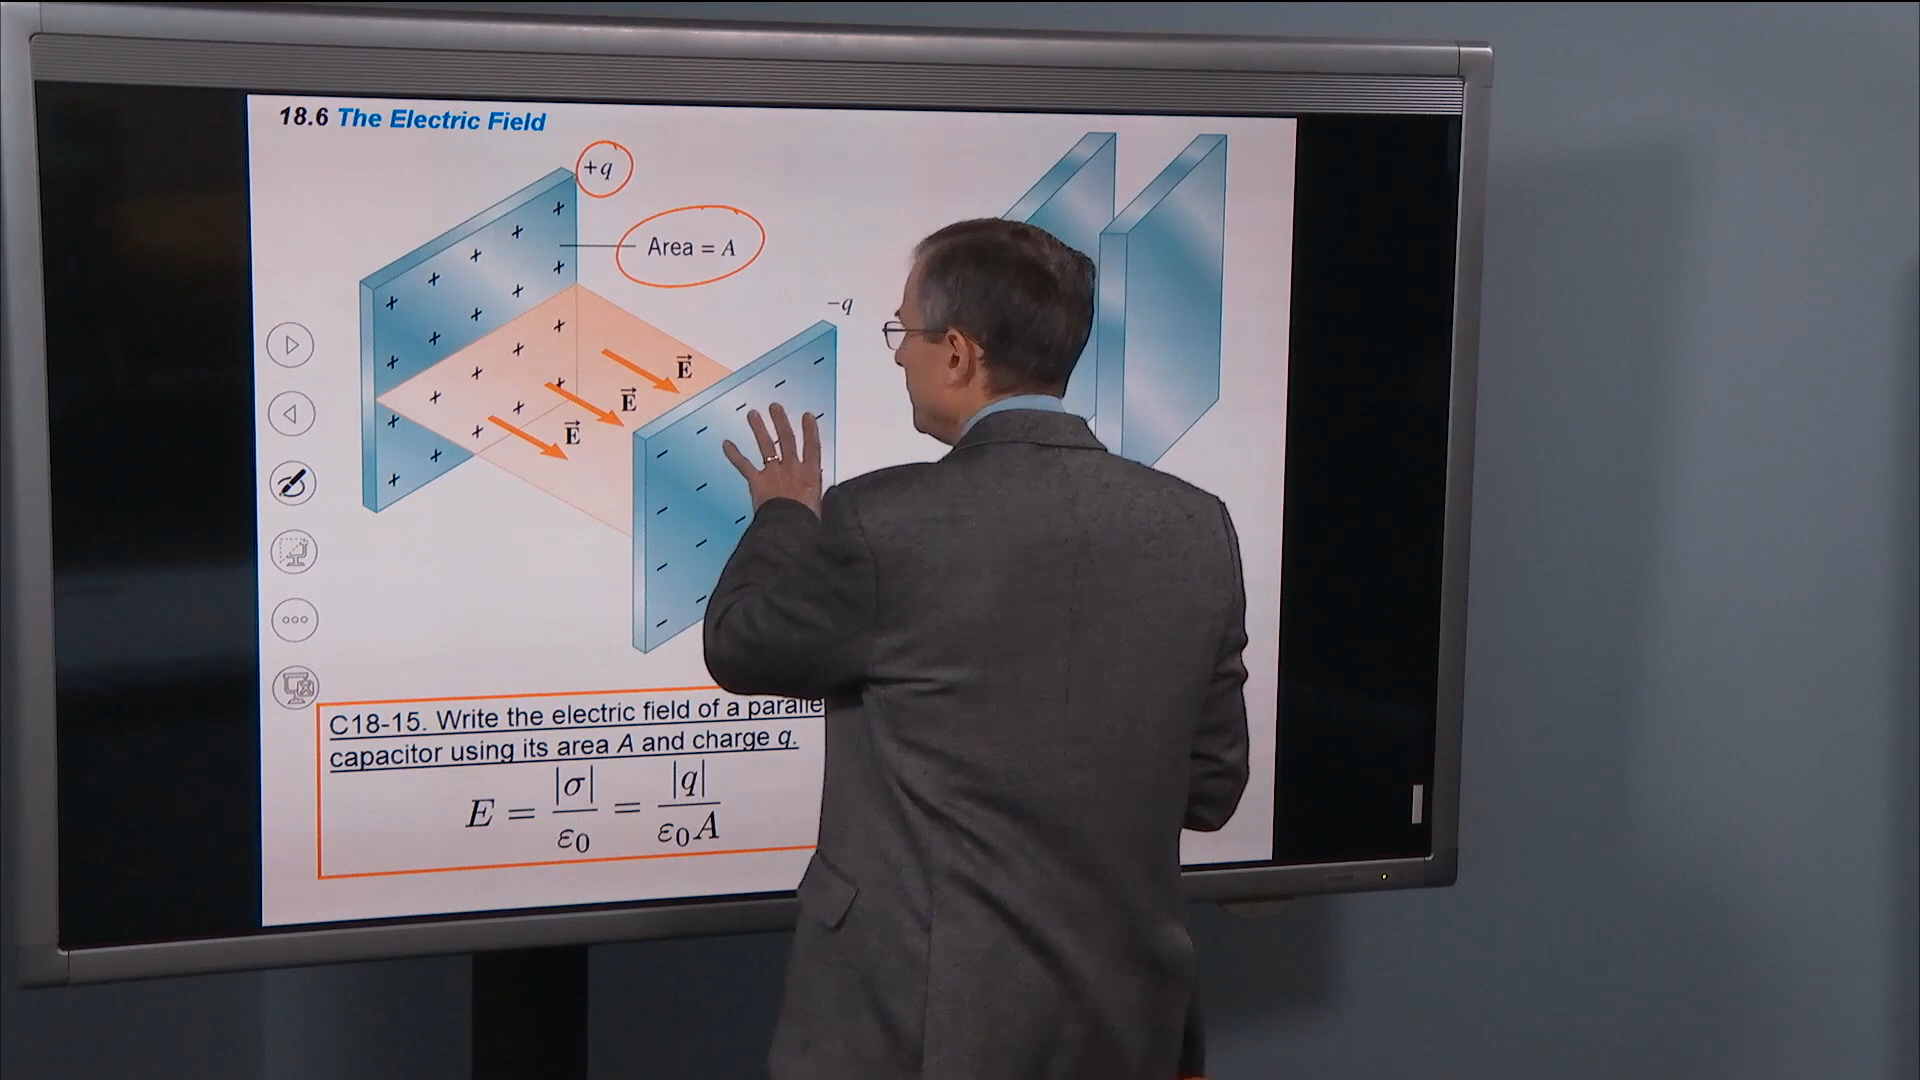 18.6 The Electric Field
+q
Area = A
−q
E⃗
E⃗
E⃗
C18-15. Write the electric field of a
capacitor using its area A and charge q.
E = |σ|/ε₀ = |q|/(ε₀A)